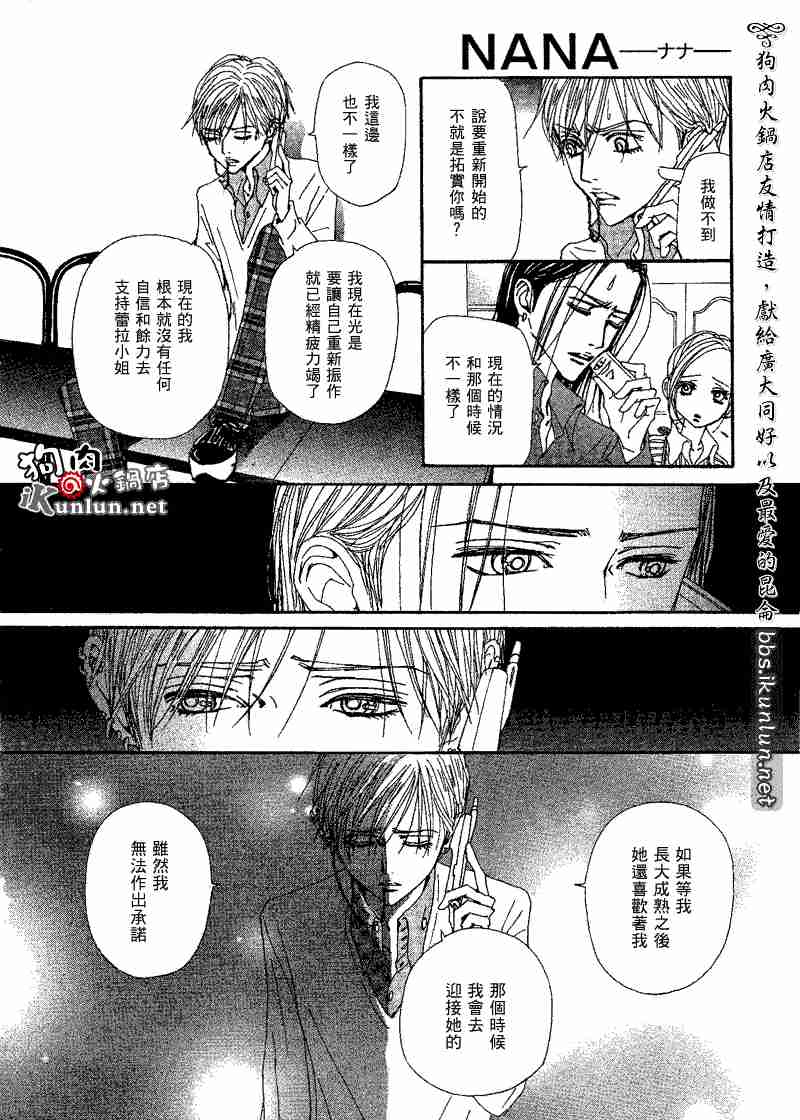 NANA—ナナ—
我做不到
說要重新開始的
不就是拓實你嗎?
現在的情況
和那個時候
不一樣了
我這邊
也不一樣了
我現在光是
要讓自己重新振作
就已經精疲力竭了
現在的我
根本就沒有任何
自信和餘力去
支持蕾拉小姐
如果等我
長大成熟之後
她還喜歡著我
那個時候
我會去
迎接她的
雖然我
無法作出承諾
狗肉火鍋店友情打造，獻給廣大同好以及最愛的昆侖
bbs.ikunlun.net
狗肉火鍋店
iKunlun.net